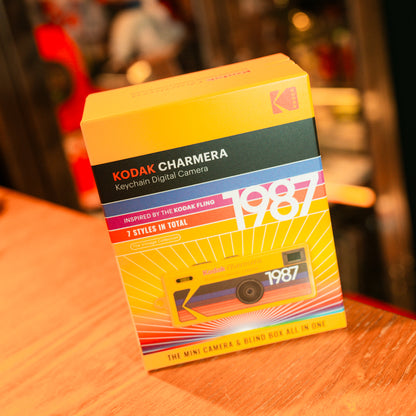 KODAK CHARMERA
Keychain Digital Camera
INSPIRED BY THE KODAK FLING
1987
7 STYLES IN TOTAL
Kodak Charmera
1987
THE MINI CAMERA & BLIND BOX ALL IN ONE